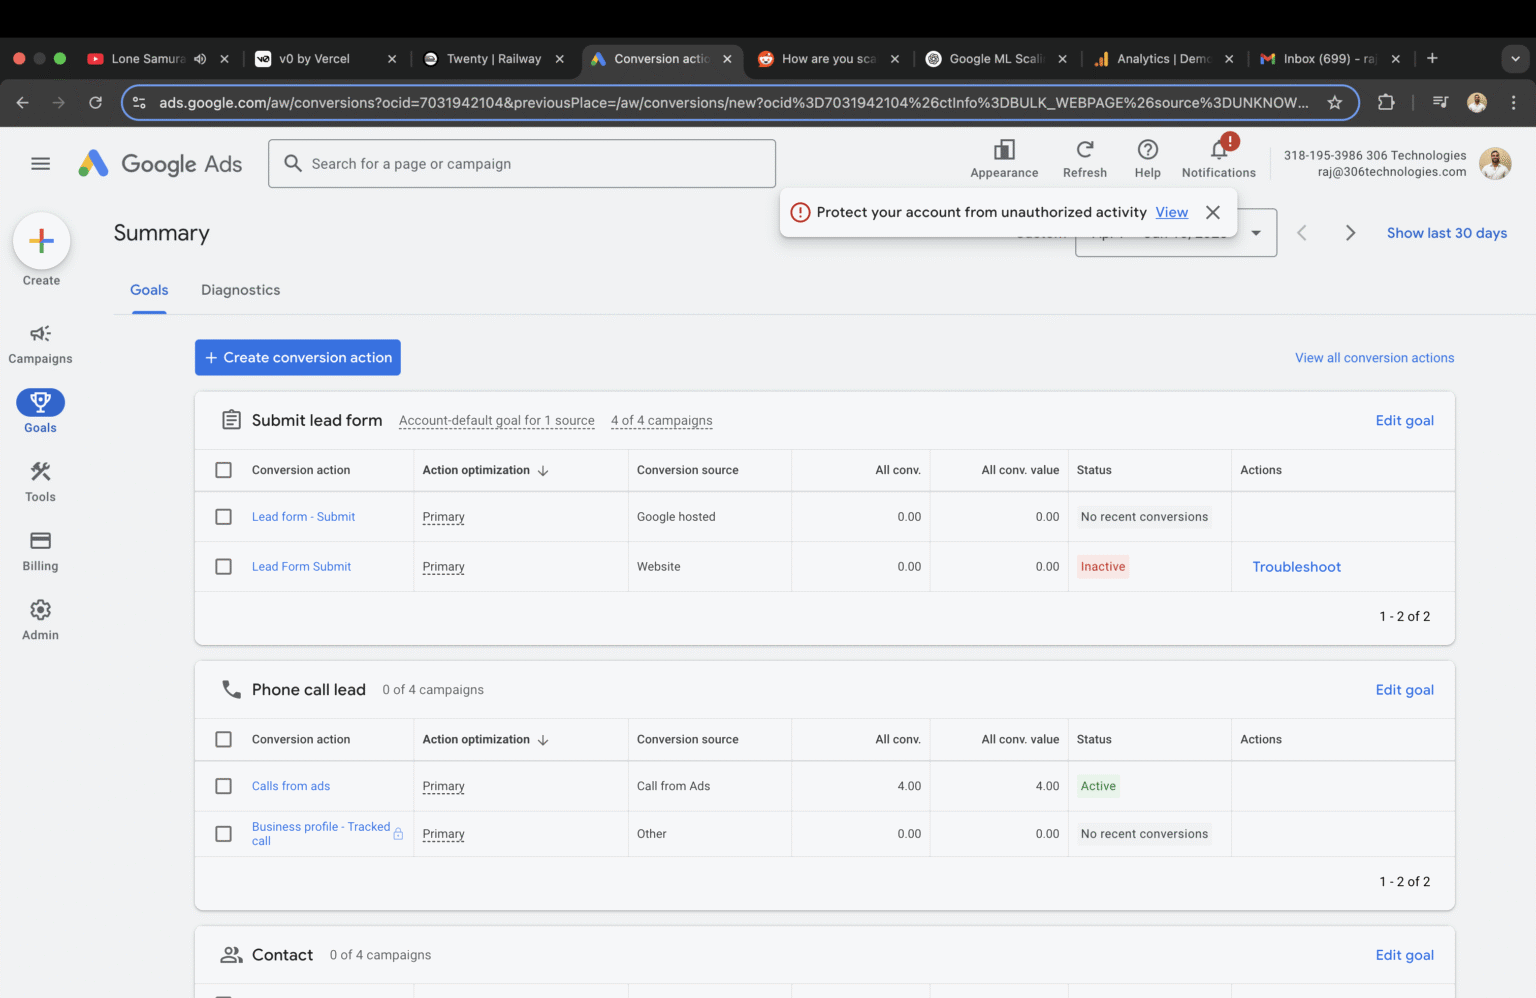 Lone Samura
v0 by Vercel
Twenty | Railway
Conversion actio
How are you sca
Google ML Scali
Analytics | Demo
Inbox (699) - raj
ads.google.com/aw/conversions?ocid=7031942104&previousPlace=/aw/conversions/new?ocid%3D7031942104%26ctInfo%3DBULK_WEBPAGE%26source%3DUNKNOW...
Google Ads
Search for a page or campaign
Appearance
Refresh
Help
Notifications
318-195-3986 306 Technologies
raj@306technologies.com
Protect your account from unauthorized activity View
Summary
Show last 30 days
Create
Campaigns
Goals
Tools
Billing
Admin
Goals
Diagnostics
+ Create conversion action
View all conversion actions
Submit lead form Account-default goal for 1 source 4 of 4 campaigns Edit goal
Conversion action Action optimization Conversion source All conv. All conv. value Status Actions
Lead form - Submit Primary Google hosted 0.00 0.00 No recent conversions
Lead Form Submit Primary Website 0.00 0.00 Inactive Troubleshoot
1 - 2 of 2
Phone call lead 0 of 4 campaigns Edit goal
Conversion action Action optimization Conversion source All conv. All conv. value Status Actions
Calls from ads Primary Call from Ads 4.00 4.00 Active
Business profile - Tracked call Primary Other 0.00 0.00 No recent conversions
1 - 2 of 2
Contact 0 of 4 campaigns Edit goal